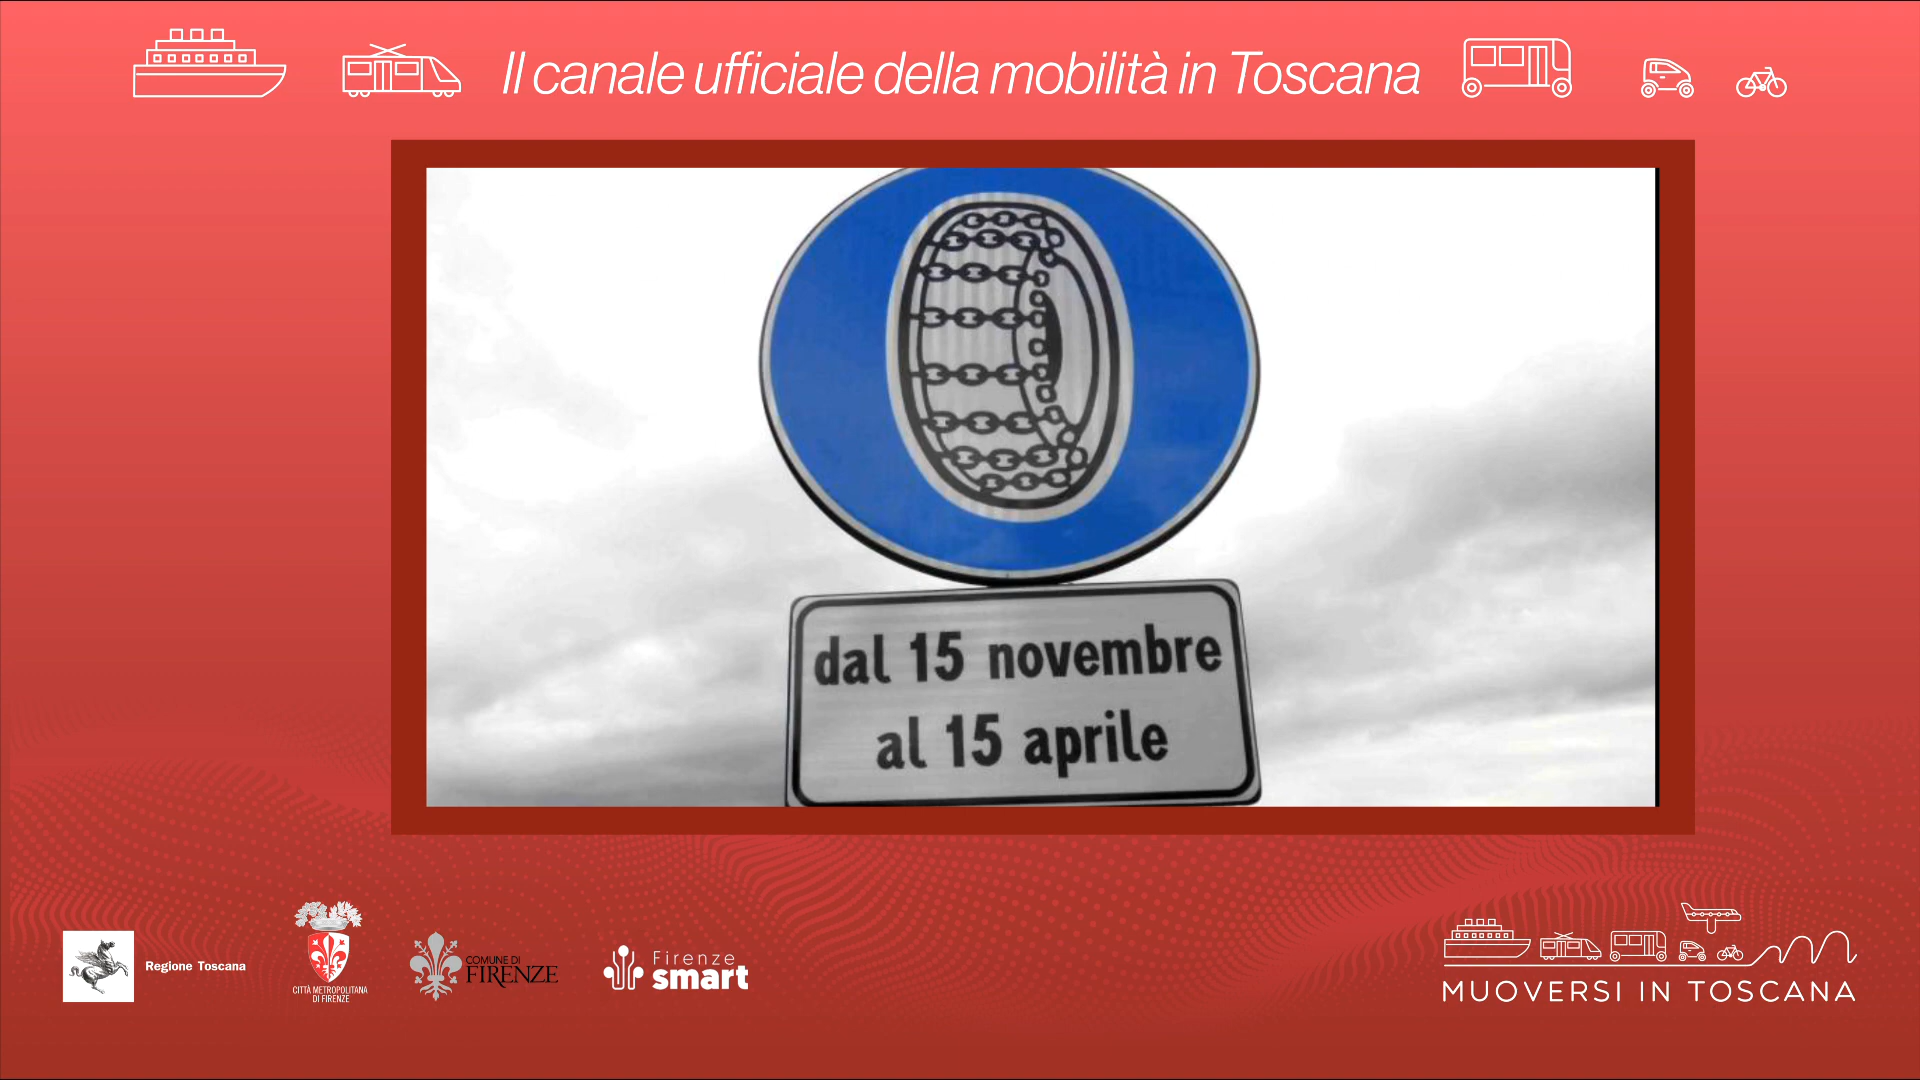 Il canale ufficiale della mobilità in Toscana
dal 15 novembre
al 15 aprile
Regione Toscana
CITTÀ METROPOLITANA
DI FIRENZE
COMUNE DI
FIRENZE
Firenze
smart
MUOVERSI IN TOSCANA